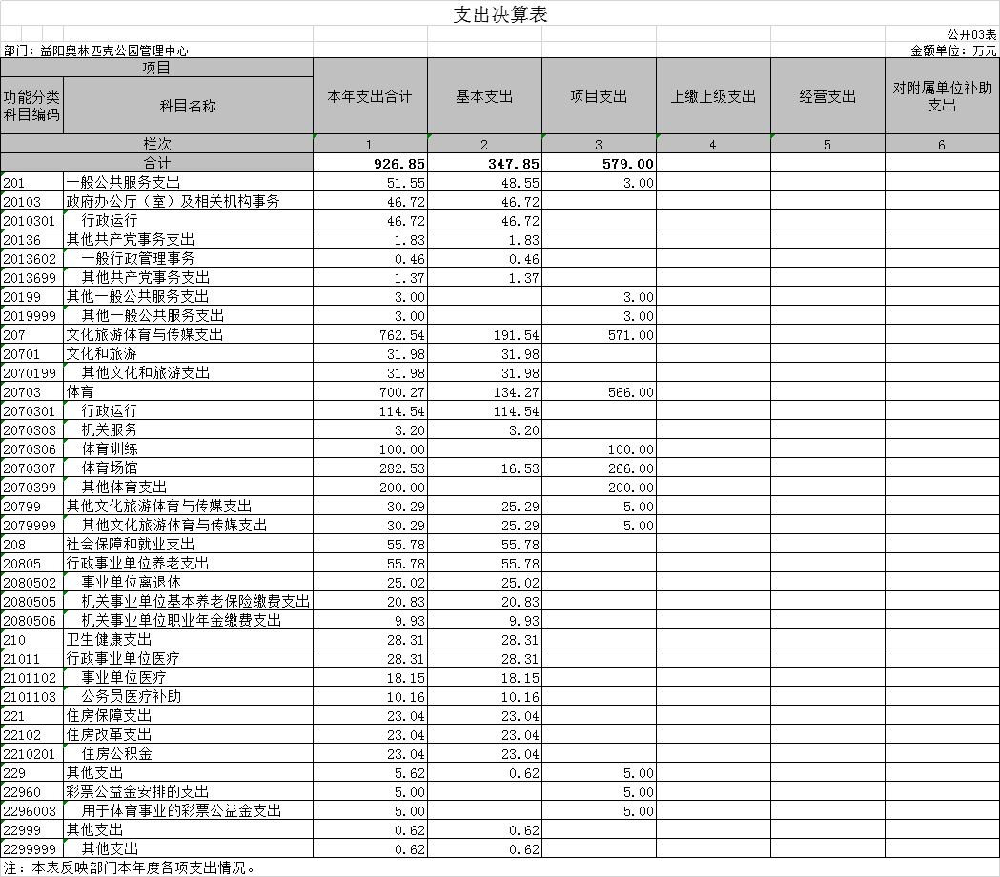 支出决算表
公开03表
部门：益阳奥林匹克公园管理中心 金额单位：万元
项目 本年支出合计 基本支出 项目支出 上缴上级支出 经营支出 对附属单位补助支出
功能分类科目编码 科目名称
栏次 1 2 3 4 5 6
合计 926.85 347.85 579.00
201 一般公共服务支出 51.55 48.55 3.00
20103 政府办公厅（室）及相关机构事务 46.72 46.72
2010301 行政运行 46.72 46.72
20136 其他共产党事务支出 1.83 1.83
2013602 一般行政管理事务 0.46 0.46
2013699 其他共产党事务支出 1.37 1.37
20199 其他一般公共服务支出 3.00 3.00
2019999 其他一般公共服务支出 3.00 3.00
207 文化旅游体育与传媒支出 762.54 191.54 571.00
20701 文化和旅游 31.98 31.98
2070199 其他文化和旅游支出 31.98 31.98
20703 体育 700.27 134.27 566.00
2070301 行政运行 114.54 114.54
2070303 机关服务 3.20 3.20
2070306 体育训练 100.00 100.00
2070307 体育场馆 282.53 16.53 266.00
2070399 其他体育支出 200.00 200.00
20799 其他文化旅游体育与传媒支出 30.29 25.29 5.00
2079999 其他文化旅游体育与传媒支出 30.29 25.29 5.00
208 社会保障和就业支出 55.78 55.78
20805 行政事业单位养老支出 55.78 55.78
2080502 事业单位离退休 25.02 25.02
2080505 机关事业单位基本养老保险缴费支出 20.83 20.83
2080506 机关事业单位职业年金缴费支出 9.93 9.93
210 卫生健康支出 28.31 28.31
21011 行政事业单位医疗 28.31 28.31
2101102 事业单位医疗 18.15 18.15
2101103 公务员医疗补助 10.16 10.16
221 住房保障支出 23.04 23.04
22102 住房改革支出 23.04 23.04
2210201 住房公积金 23.04 23.04
229 其他支出 5.62 0.62 5.00
22960 彩票公益金安排的支出 5.00 5.00
2296003 用于体育事业的彩票公益金支出 5.00 5.00
22999 其他支出 0.62 0.62
2299999 其他支出 0.62 0.62
注：本表反映部门本年度各项支出情况。